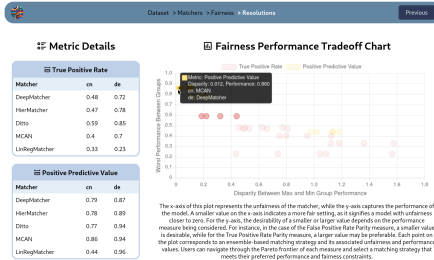 Dataset → Matchers → Fairness → Resolutions
Previous
Metric Details
True Positive Rate
Matcher cn de
DeepMatcher 0.48 0.72
HierMatcher 0.47 0.78
Ditto 0.59 0.85
MCAN 0.4 0.7
LinRegMatcher 0.33 0.23
Positive Predictive Value
Matcher cn de
DeepMatcher 0.79 0.87
HierMatcher 0.78 0.89
Ditto 0.77 0.94
MCAN 0.86 0.94
LinRegMatcher 0.44 0.96
Fairness Performance Tradeoff Chart
True Positive Rate Positive Predictive Value
Worst Performance Between Groups
1.0
0.9
0.8
0.7
0.6
0.5
0.4
0.3
0.2
0.1
0
Metric: Positive Predictive Value
Disparity: 0.012, Performance: 0.860
cn: MCAN
de: DeepMatcher
0 0.2 0.4 0.6 0.8 1.0 1.2 1.4 1.6 1.8
Disparity Between Max and Min Group Performance
The x-axis of this plot represents the unfairness of the matcher, while the y-axis captures the performance of
the model. A smaller value on the x-axis indicates a more fair setting, as it signifies a model with unfairness
closer to zero. For the y-axis, the desirability of a smaller or larger value depends on the performance
measure being considered. For instance, in the case of the False Positive Rate Parity measure, a smaller value
is desirable, while for the True Positive Rate Parity measure, a larger value may be preferable. Each point on
the plot corresponds to an ensemble-based matching strategy and its associated unfairness and performance
values. Users can navigate through the Pareto frontier of each measure and select a matching strategy that
meets their preferred performance and fairness constraints.